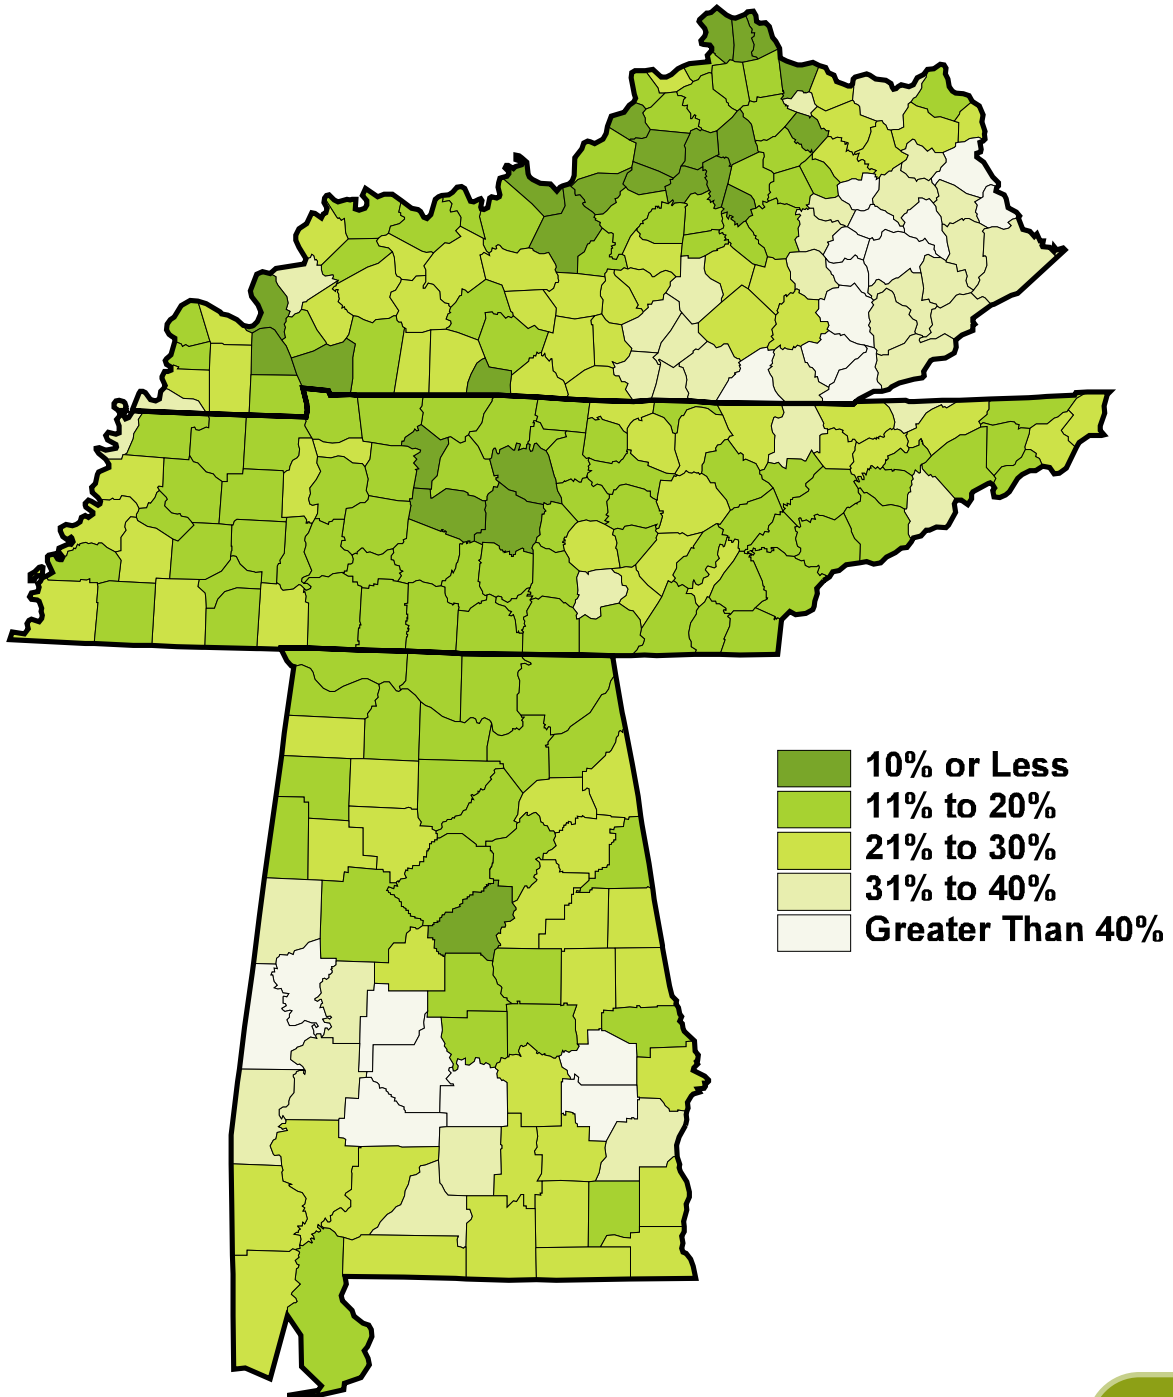 10% or Less
11% to 20%
21% to 30%
31% to 40%
Greater Than 40%